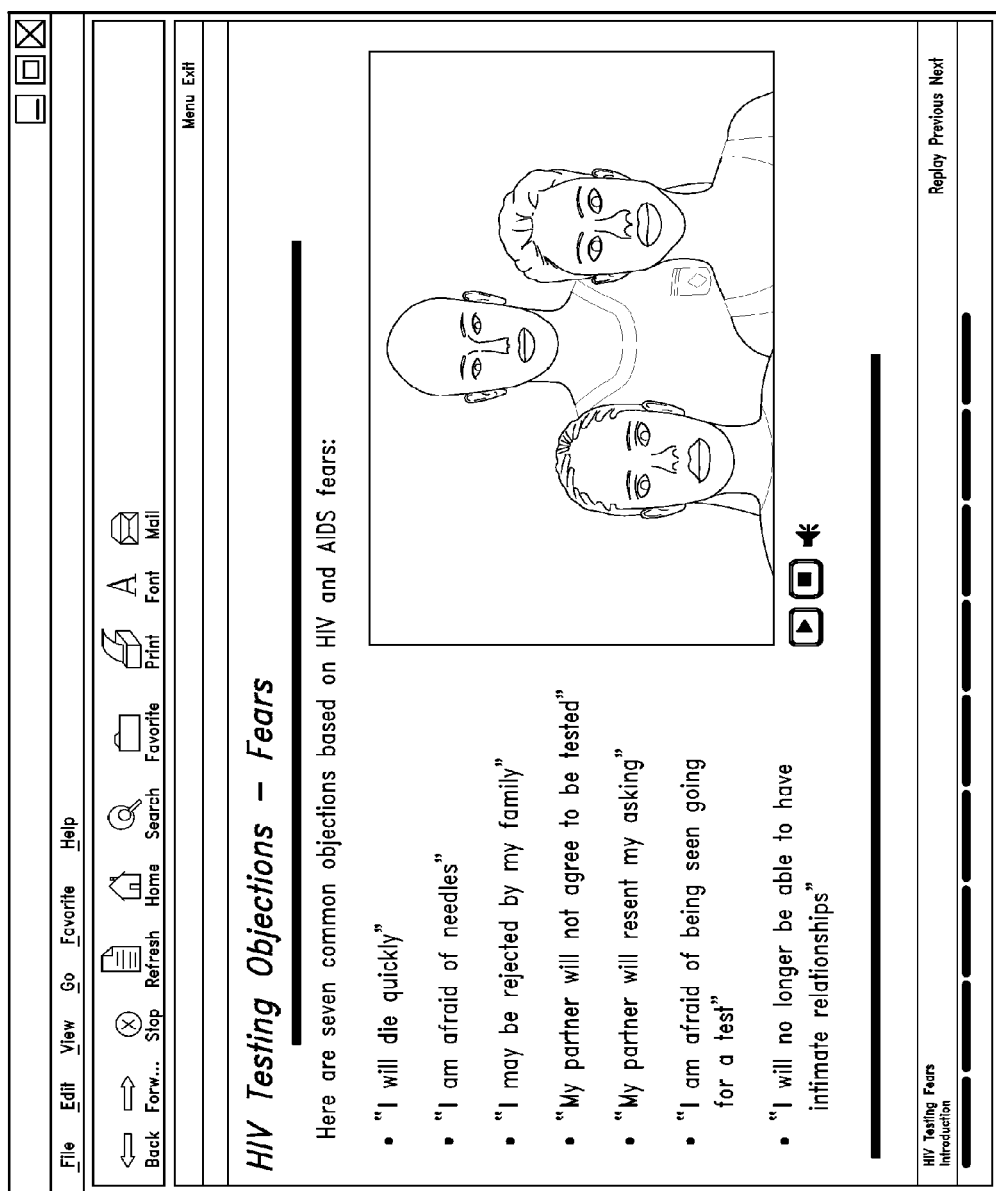 File Edit View Go Favorite Help
Back Forw... Stop Refresh Home Search Favorite Print Font Mail
Menu Exit
HIV Testing Objections – Fears
Here are seven common objections based on HIV and AIDS fears:
• "I will die quickly"
• "I am afraid of needles"
• "I may be rejected by my family"
• "My partner will not agree to be tested"
• "My partner will resent my asking"
• "I am afraid of being seen going
for a test"
• "I will no longer be able to have
intimate relationships"
HIV Testing Fears
Introduction
Replay Previous Next